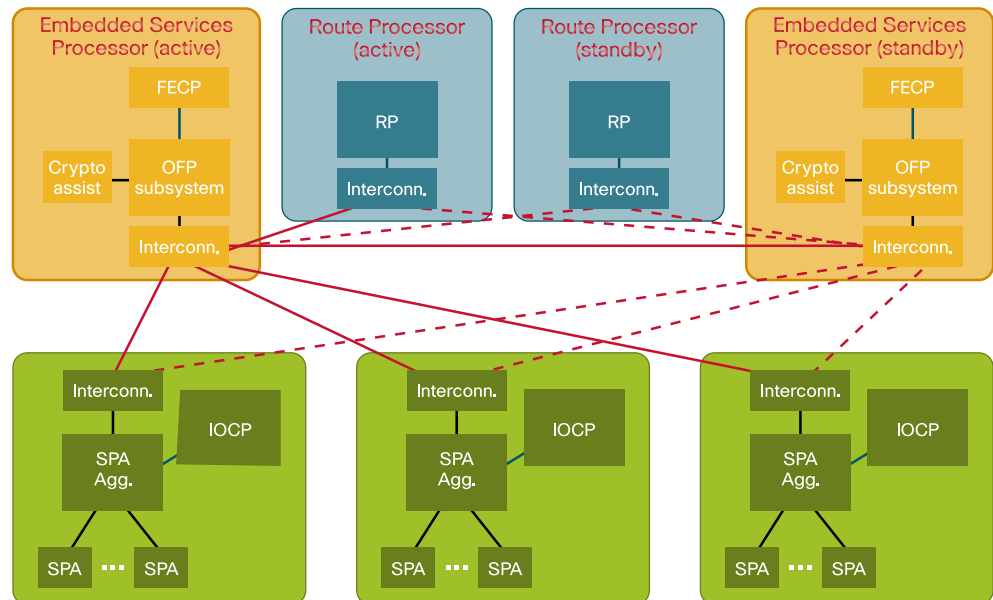 Embedded Services
Processor (active)
Route Processor
(active)
Route Processor
(standby)
Embedded Services
Processor (standby)
FECP
Crypto
assist
OFP
subsystem
Interconn.
RP
Interconn.
RP
Interconn.
FECP
Crypto
assist
OFP
subsystem
Interconn.
Interconn.
IOCP
SPA
Agg.
SPA
SPA
Interconn.
IOCP
SPA
Agg.
SPA
SPA
Interconn.
IOCP
SPA
Agg.
SPA
SPA